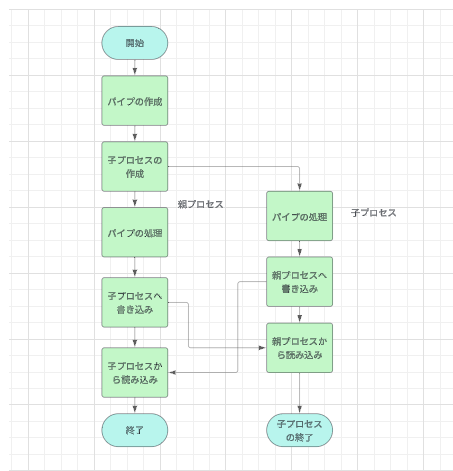 開始
パイプの作成
子プロセスの
作成
親プロセス
パイプの処理
子プロセスへ
書き込み
子プロセスか
ら読み込み
終了
子プロセス
パイプの処理
親プロセスへ
書き込み
親プロセスか
ら読み込み
子プロセス
の終了